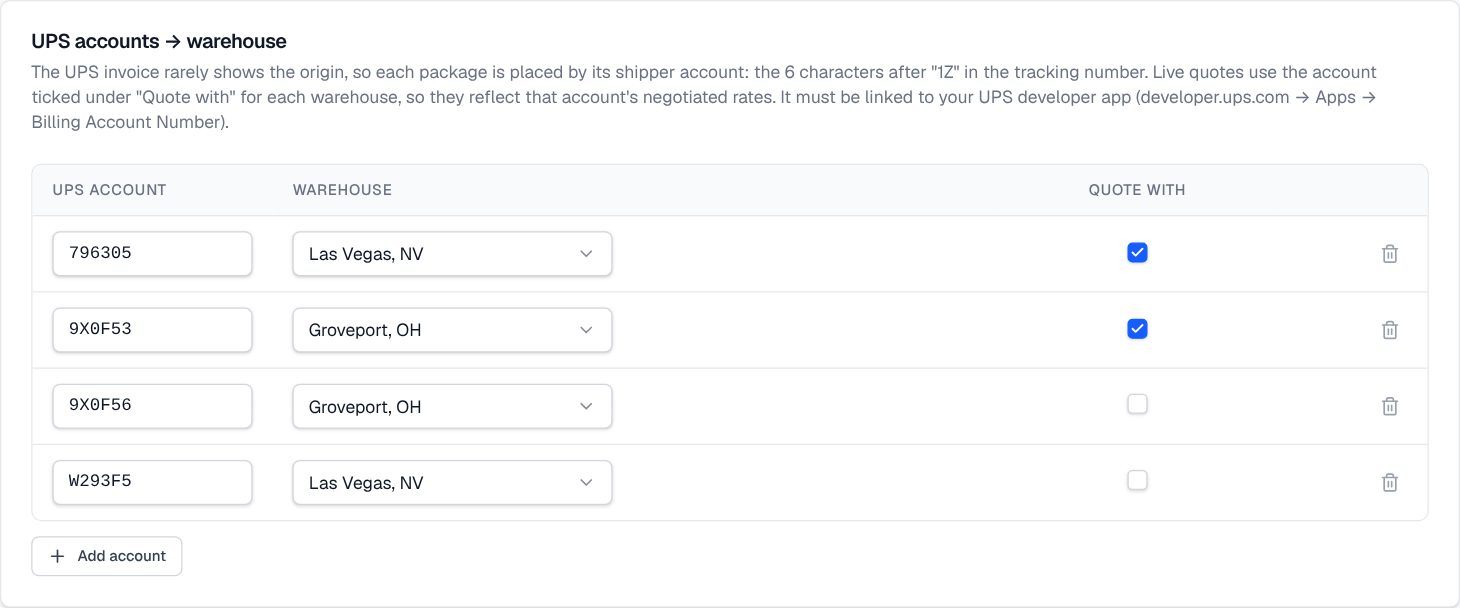 UPS accounts → warehouse
The UPS invoice rarely shows the origin, so each package is placed by its shipper account: the 6 characters after "1Z" in the tracking number. Live quotes use the account
ticked under "Quote with" for each warehouse, so they reflect that account's negotiated rates. It must be linked to your UPS developer app (developer.ups.com → Apps →
Billing Account Number).
UPS ACCOUNT WAREHOUSE QUOTE WITH
796305 Las Vegas, NV
9X0F53 Groveport, OH
9X0F56 Groveport, OH
W293F5 Las Vegas, NV
+ Add account